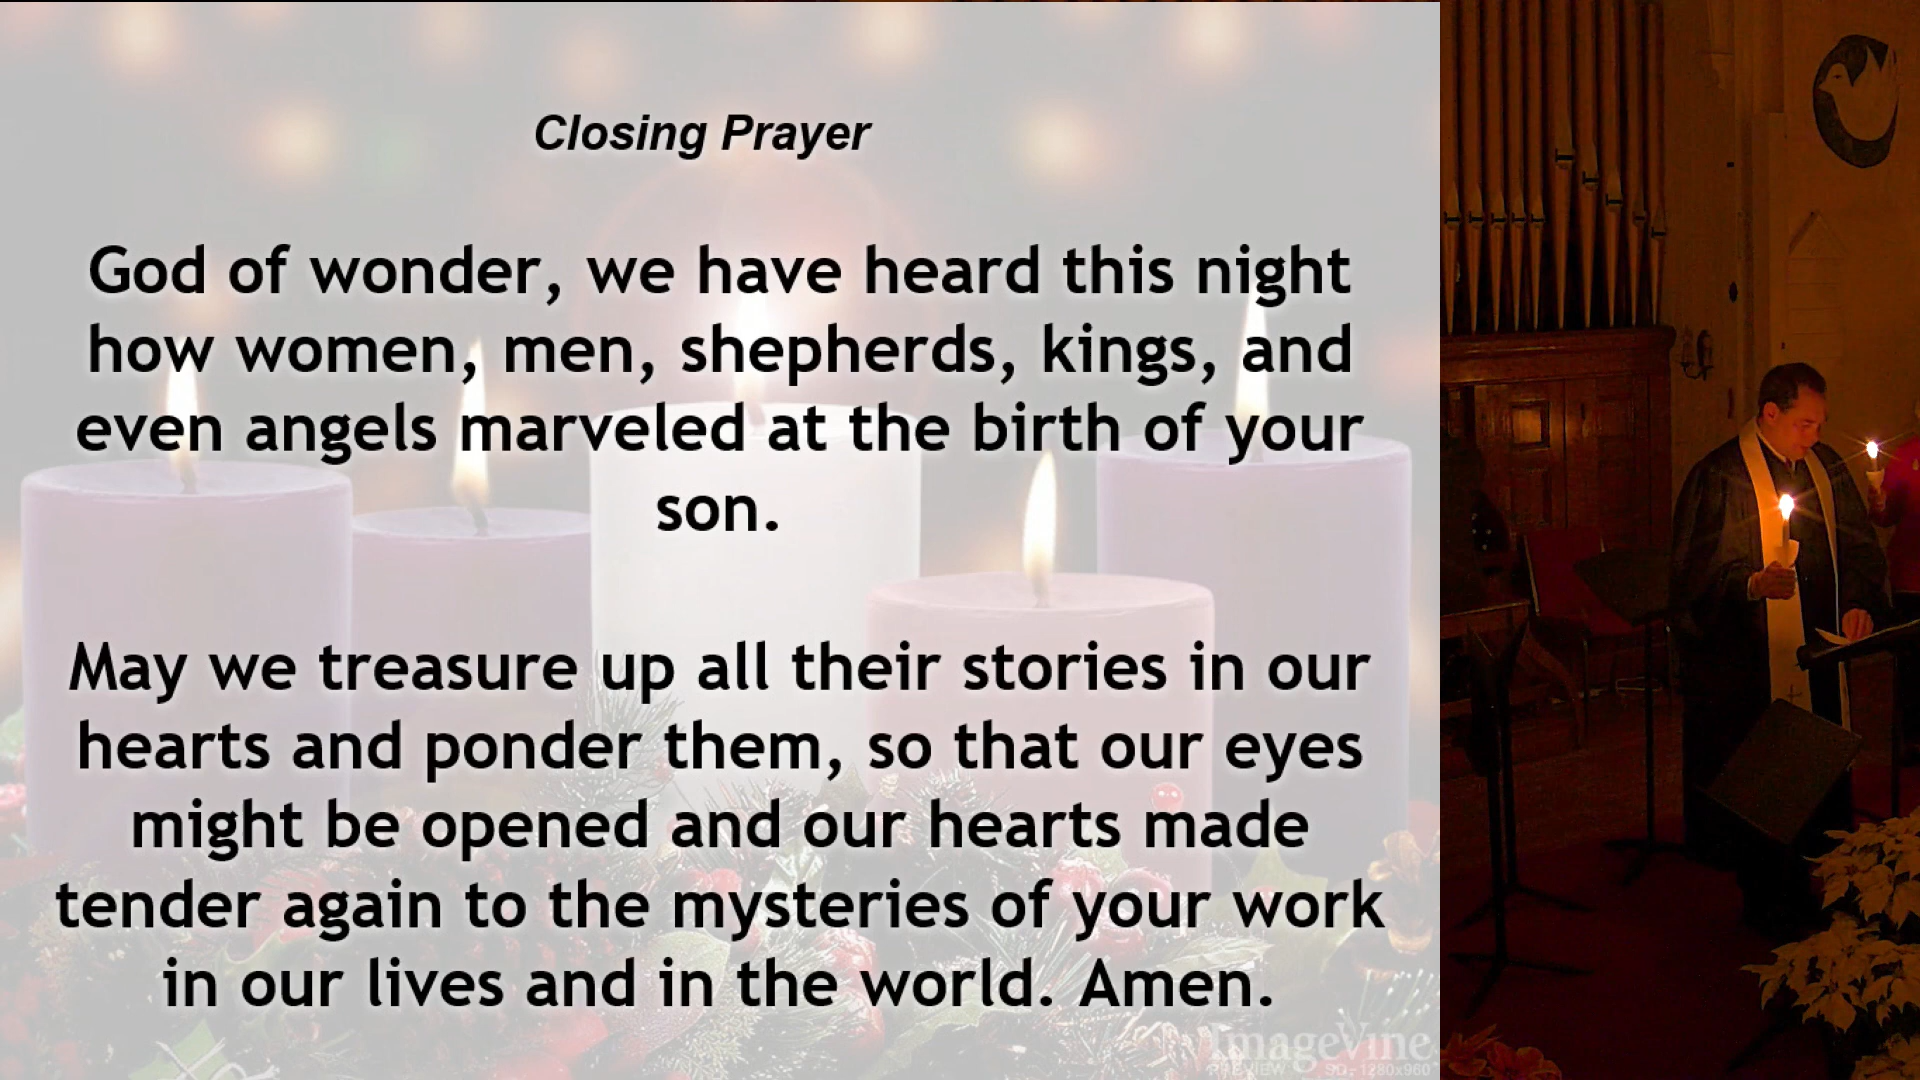 Closing Prayer
God of wonder, we have heard this night
how women, men, shepherds, kings, and
even angels marveled at the birth of your
son.
May we treasure up all their stories in our
hearts and ponder them, so that our eyes
might be opened and our hearts made
tender again to the mysteries of your work
in our lives and in the world. Amen.
ImageVine
PREVIEW SD-1280x960